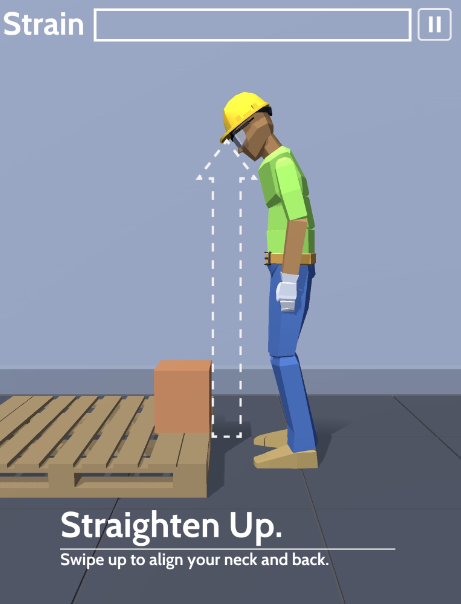 Strain
Straighten Up.
Swipe up to align your neck and back.